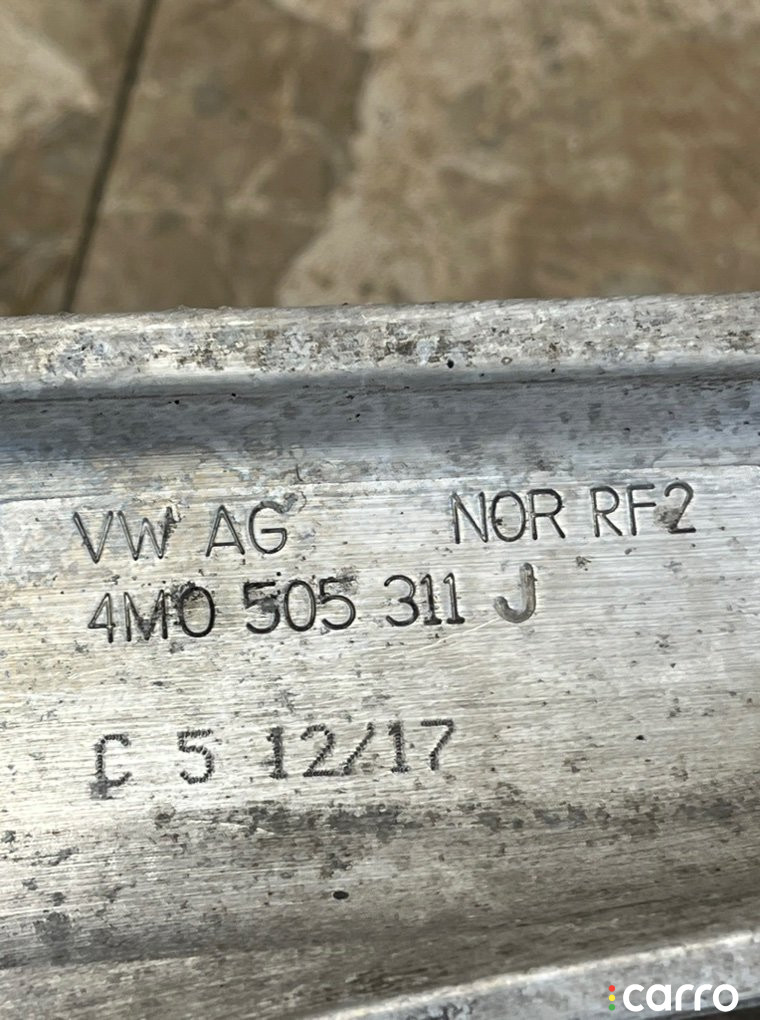 VW AG NOR RF2
4M0 505 311 J
C 5 12/17
carro